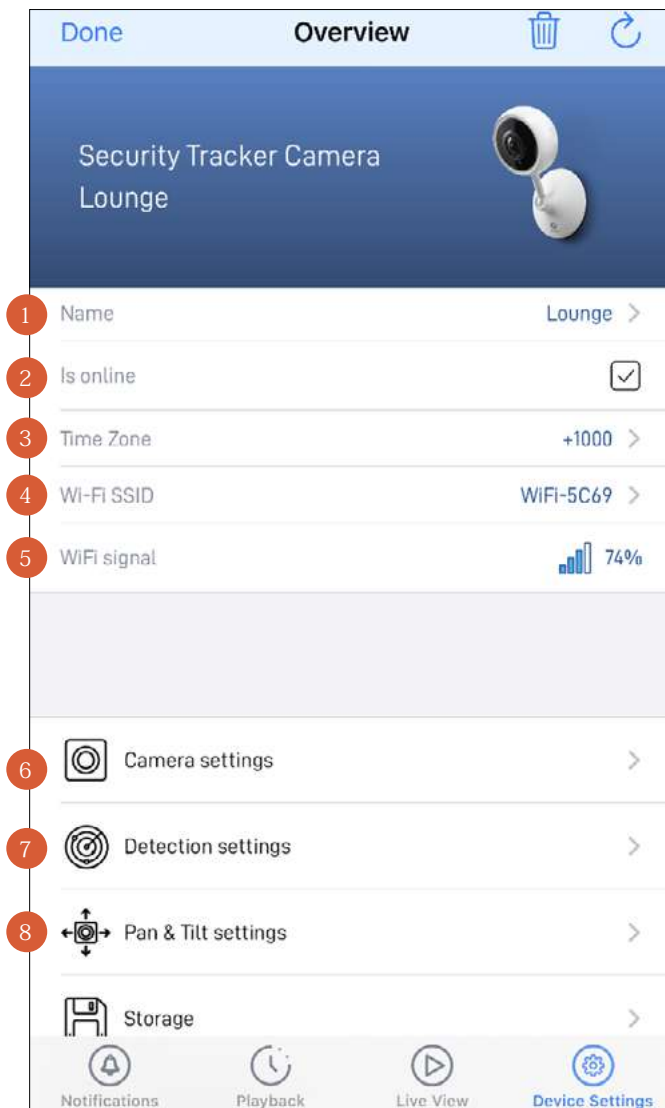 Done Overview
Security Tracker Camera
Lounge
1 Name Lounge
2 Is online
3 Time Zone +1000
4 Wi-Fi SSID WiFi-5C69
5 WiFi signal 74%
6 Camera settings
7 Detection settings
8 Pan & Tilt settings
Storage
Notifications Playback Live View Device Settings